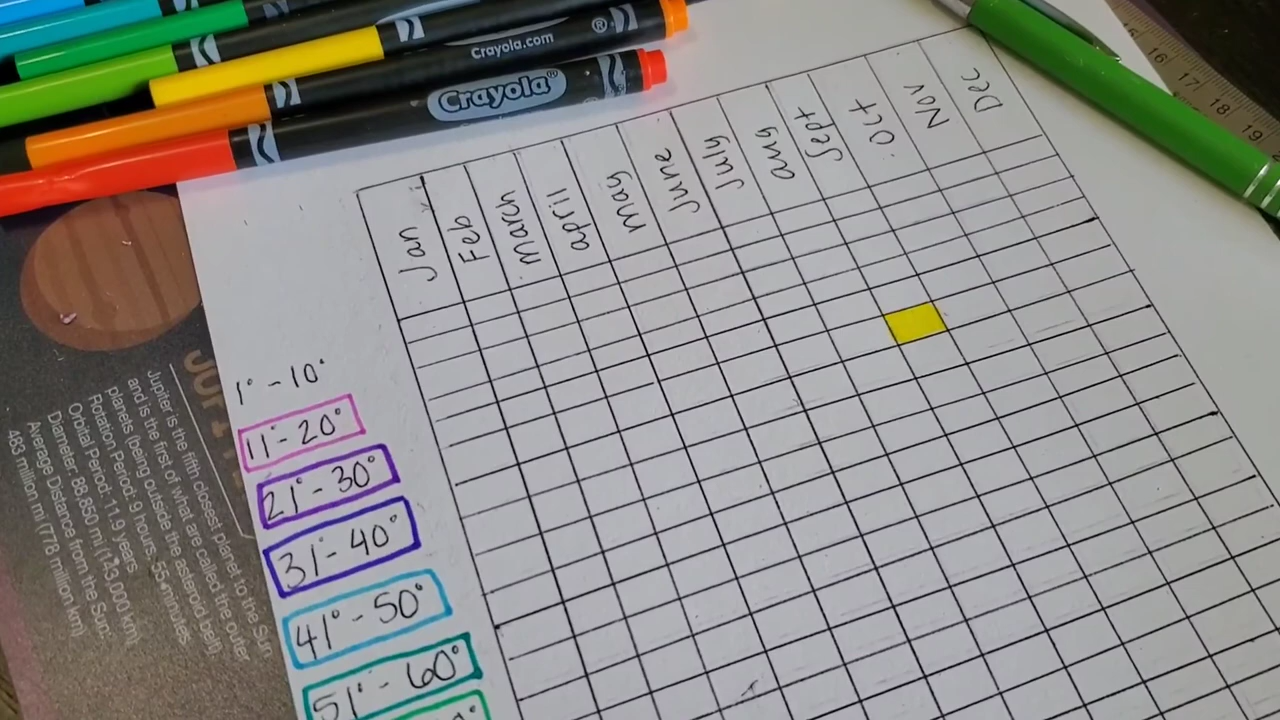 Crayola.com
Crayola®
Jan
Feb
march
april
may
June
July
aug
Sept
Oct
Nov
Dec
1° - 10°
11° - 20°
21° - 30°
31° - 40°
41° - 50°
51° - 60°
16
17
18
19
Jupiter is the fifth closest planet to the Sun
and is the first of what are called the outer
planets (being outside the asteroid belt)
Rotation Period: 9 hours, 55 minutes
Orbital Period: 11.9 years
Diameter: 88,850 mi (143,000 km)
Average Distance from the Sun:
483 million mi (778 million km)